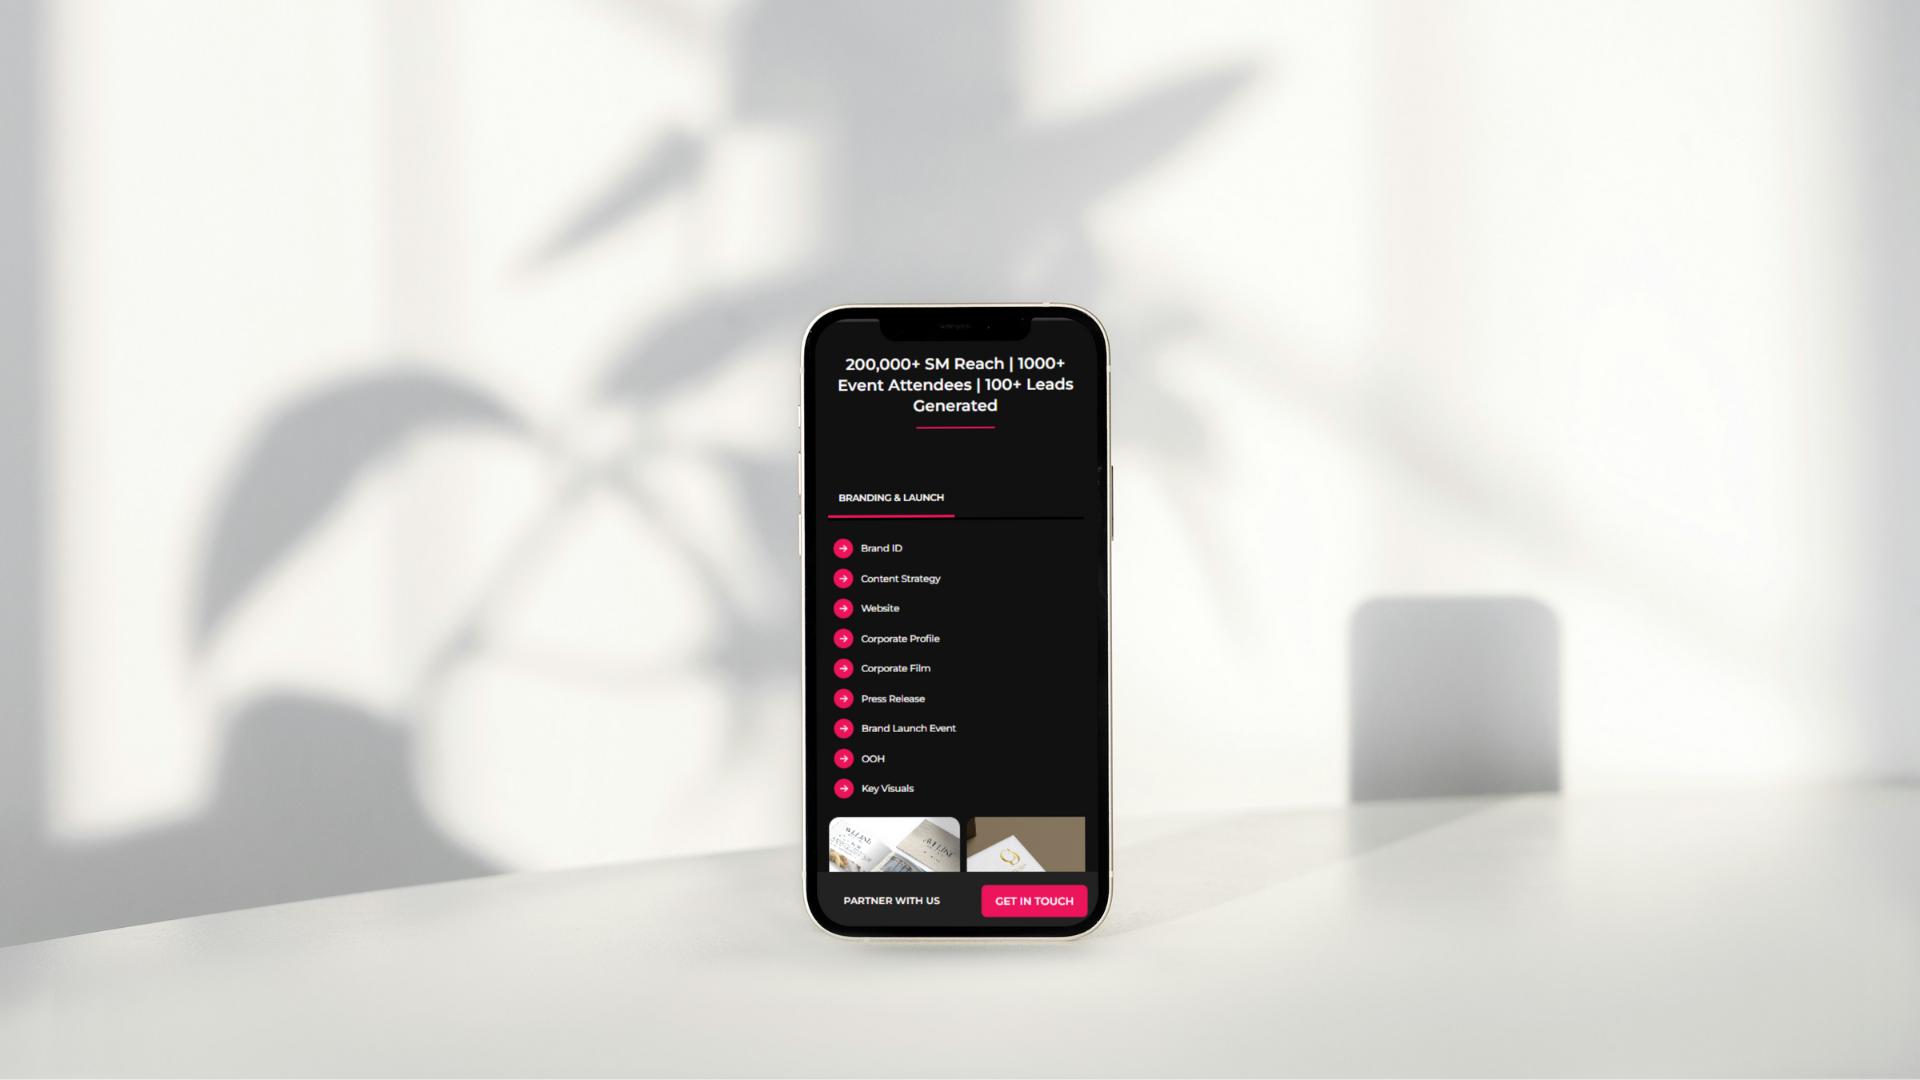 200,000+ SM Reach | 1000+
Event Attendees | 100+ Leads
Generated
BRANDING & LAUNCH
Brand ID
Content Strategy
Website
Corporate Profile
Corporate Film
Press Release
Brand Launch Event
OOH
Key Visuals
PARTNER WITH US
GET IN TOUCH